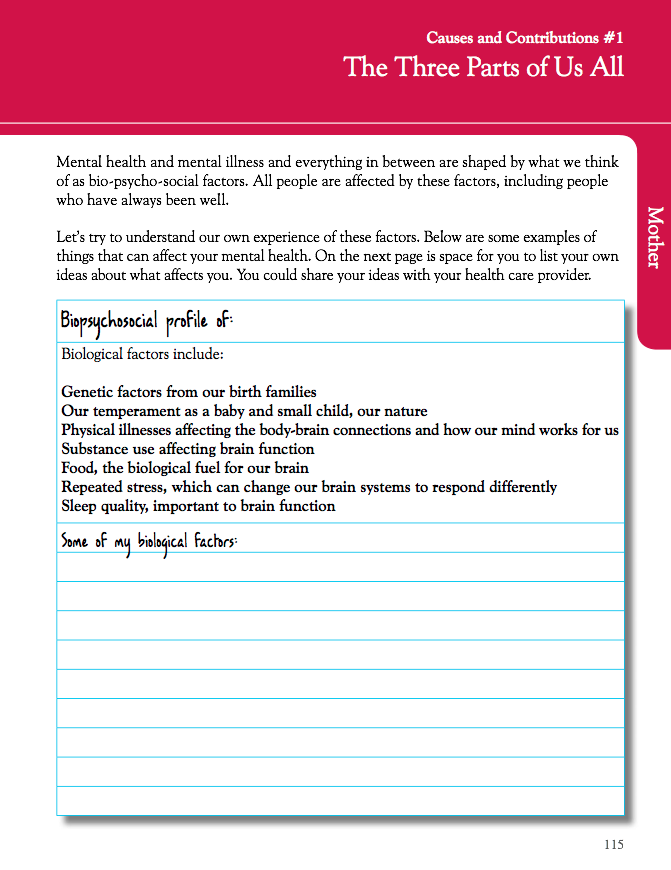 Causes and Contributions #1
The Three Parts of Us All
Mother
Mental health and mental illness and everything in between are shaped by what we think
of as bio-psycho-social factors. All people are affected by these factors, including people
who have always been well.
Let's try to understand our own experience of these factors. Below are some examples of
things that can affect your mental health. On the next page is space for you to list your own
ideas about what affects you. You could share your ideas with your health care provider.
Biopsychosocial profile of:
Biological factors include:
Genetic factors from our birth families
Our temperament as a baby and small child, our nature
Physical illnesses affecting the body-brain connections and how our mind works for us
Substance use affecting brain function
Food, the biological fuel for our brain
Repeated stress, which can change our brain systems to respond differently
Sleep quality, important to brain function
Some of my biological factors:
115